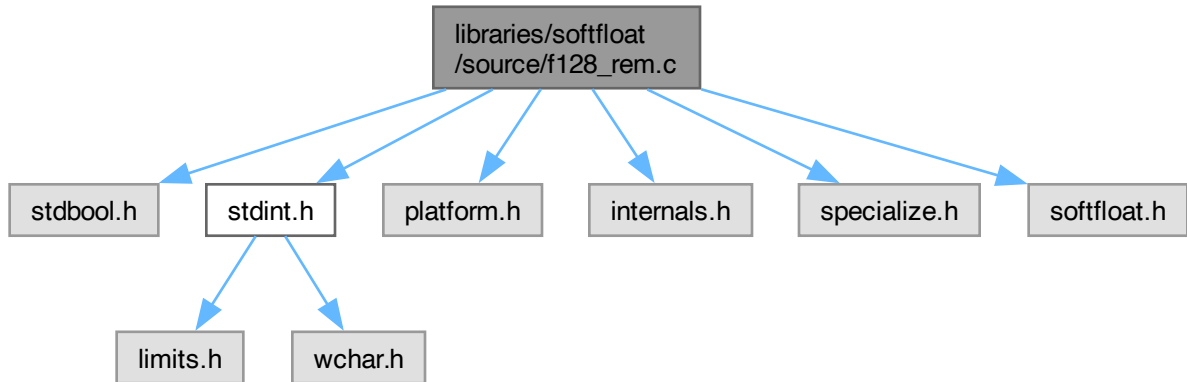 libraries/softfloat
/source/f128_rem.c
stdbool.h
stdint.h
platform.h
internals.h
specialize.h
softfloat.h
limits.h
wchar.h